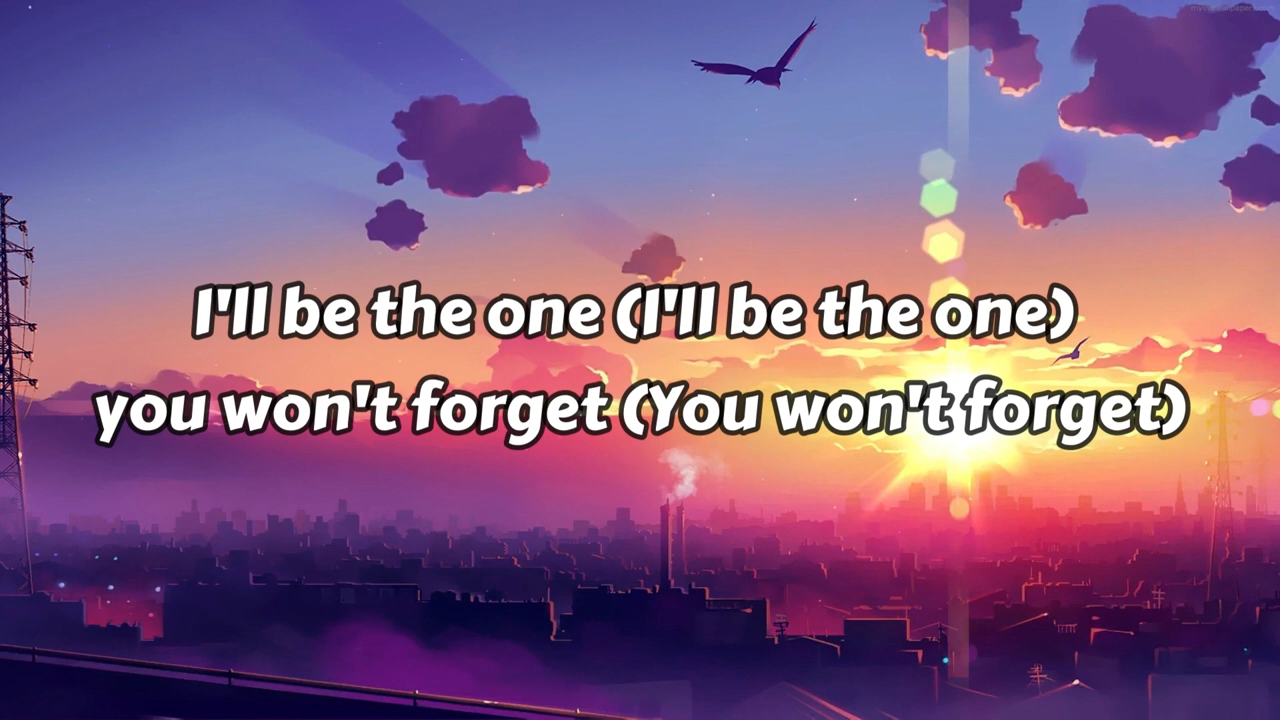 I'll be the one (I'll be the one)
you won't forget (You won't forget)